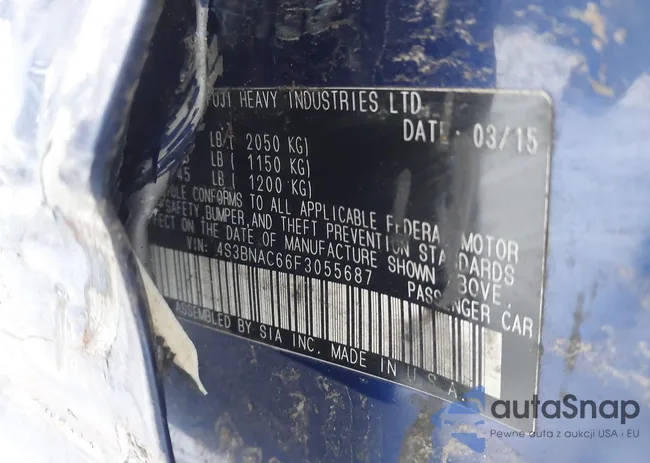 FUJI HEAVY INDUSTRIES LTD
DATE 03/15
LB( 2050 KG)
LB ( 1150 KG)
45 LB ( 1200 KG)
CONFORMS TO ALL APPLICABLE FEDERAL MOTOR
SAFETY, BUMPER, AND THEFT PREVENTION STANDARDS
EFFECT ON THE DATE OF MANUFACTURE SHOWN ABOVE.
VIN: 4S3BNAC66F3055687 PASSENGER CAR
ASSEMBLED BY SIA INC. MADE IN U.S.A.
autaSnap
Pewne auta z aukcji USA · EU